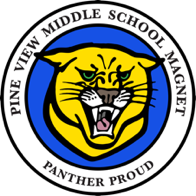 PINE VIEW MIDDLE SCHOOL MAGNET
PANTHER PROUD